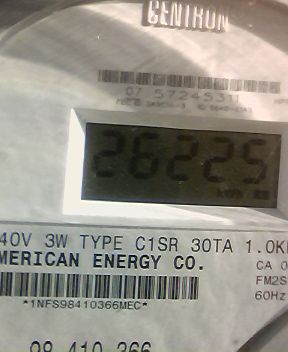 CENTRON
57245311
26225
40V 3W TYPE C1SR 30TA 1.0K
MERICAN ENERGY CO.
CA 0
FM2S
60Hz
*1NFS98410366MEC*
98 410 366